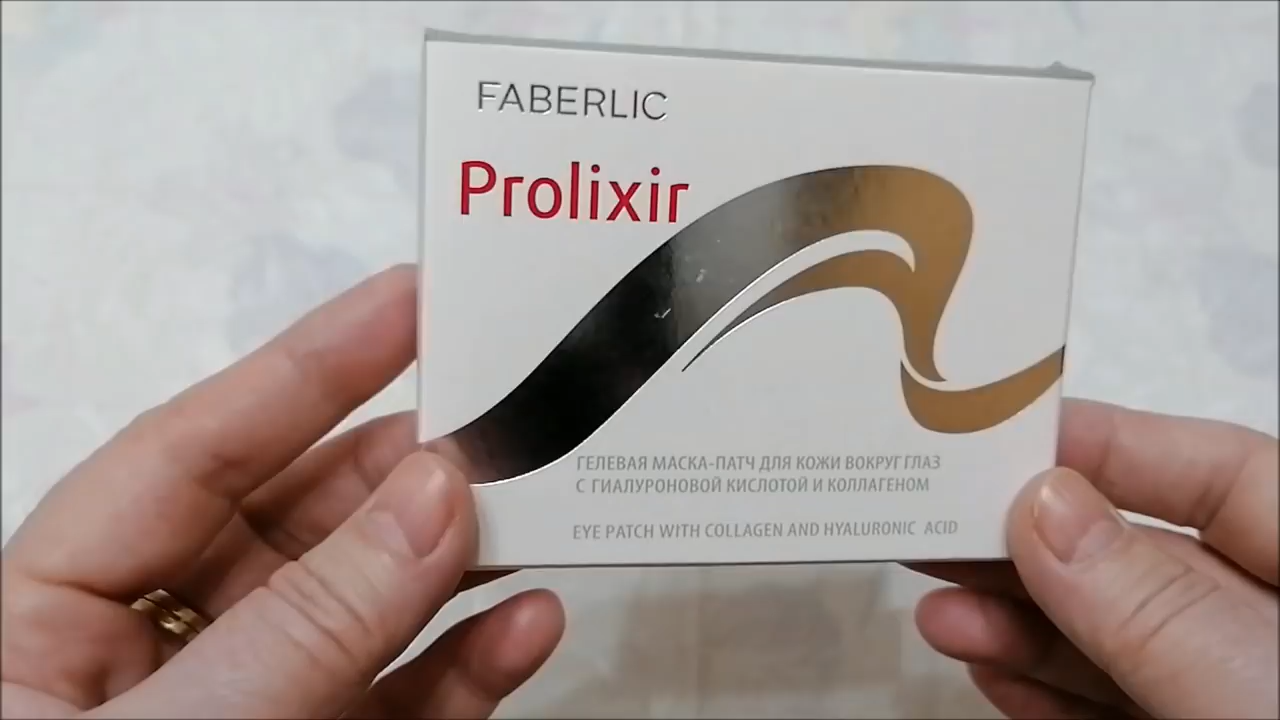 FABERLIC
Prolixir
ГЕЛЕВАЯ МАСКА-ПАТЧ ДЛЯ КОЖИ ВОКРУГ ГЛАЗ
С ГИАЛУРОНОВОЙ КИСЛОТОЙ И КОЛЛАГЕНОМ
EYE PATCH WITH COLLAGEN AND HYALURONIC ACID